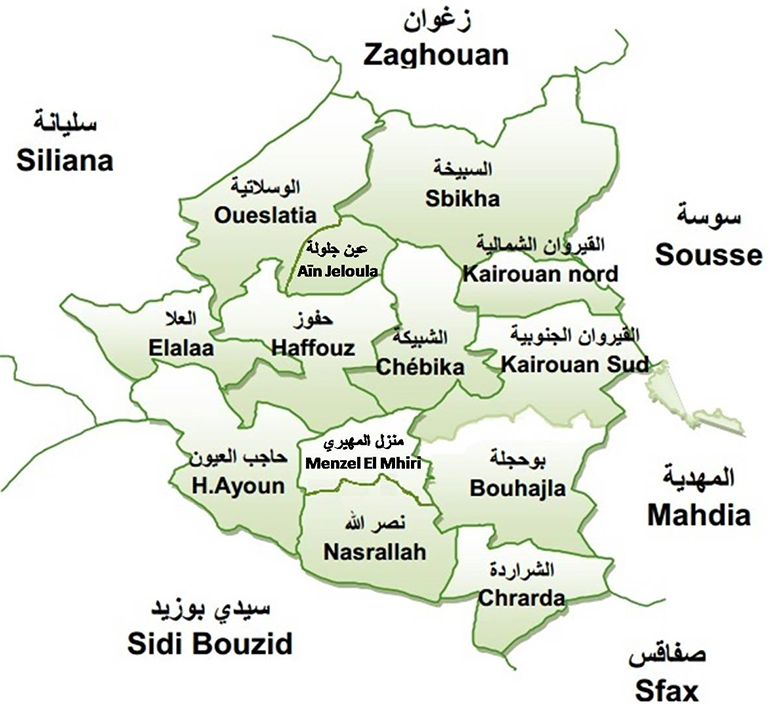 زغوان
Zaghouan
سليانة
Siliana
السبيخة
Sbikha
الوسلاتية
Oueslatia
سوسة
Sousse
عين جلولة
Aïn Jeloula
القيروان الشمالية
Kairouan nord
العلا
Elalaa
حفوز
Haffouz
الشبيكة
Chébika
القيروان الجنوبية
Kairouan Sud
حاجب العيون
H.Ayoun
منزل المهيري
Menzel El Mhiri
بوحجلة
Bouhajla
المهدية
Mahdia
نصر الله
Nasrallah
الشراردة
Chrarda
سيدي بوزيد
Sidi Bouzid
صفاقس
Sfax